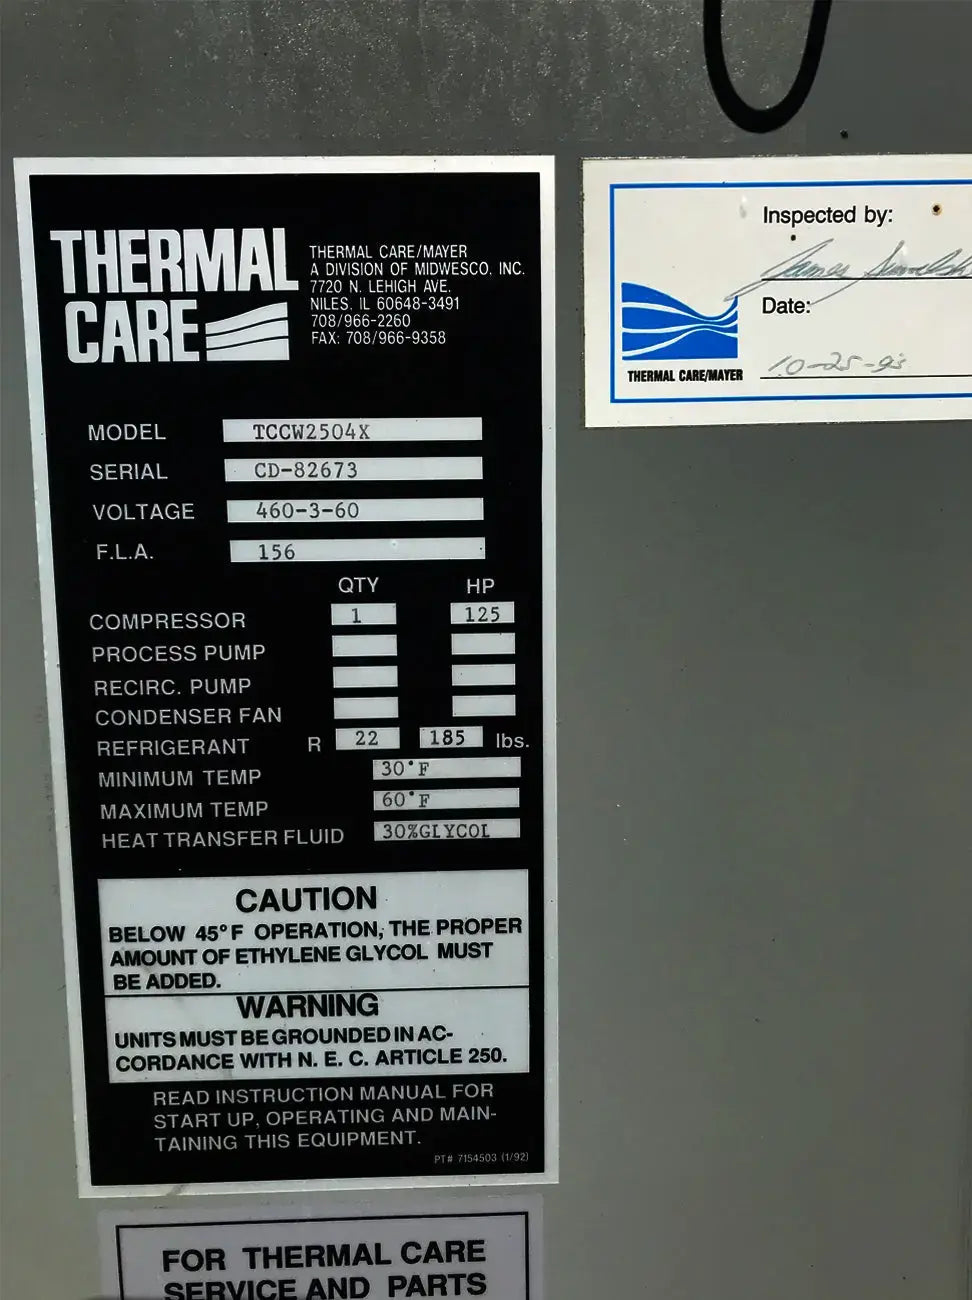 THERMAL
CARE
THERMAL CARE/MAYER
A DIVISION OF MIDWESCO, INC.
7720 N. LEHIGH AVE.
NILES, IL 60648-3491
708/966-2260
FAX: 708/966-9358
MODEL TCCW2504X
SERIAL CD-82673
VOLTAGE 460-3-60
F.L.A. 156
QTY HP
COMPRESSOR 1 125
PROCESS PUMP
RECIRC. PUMP
CONDENSER FAN
REFRIGERANT R 22 185 lbs.
MINIMUM TEMP 30°F
MAXIMUM TEMP 60°F
HEAT TRANSFER FLUID 30%GLYCOL
CAUTION
BELOW 45°F OPERATION, THE PROPER
AMOUNT OF ETHYLENE GLYCOL MUST
BE ADDED.
WARNING
UNITS MUST BE GROUNDED IN AC-
CORDANCE WITH N. E. C. ARTICLE 250.
READ INSTRUCTION MANUAL FOR
START UP, OPERATING AND MAIN-
TAINING THIS EQUIPMENT.
PT# 7154503 (1/92)
FOR THERMAL CARE
SERVICE AND PARTS
Inspected by:
James
Date:
10-25-93
THERMAL CARE/MAYER